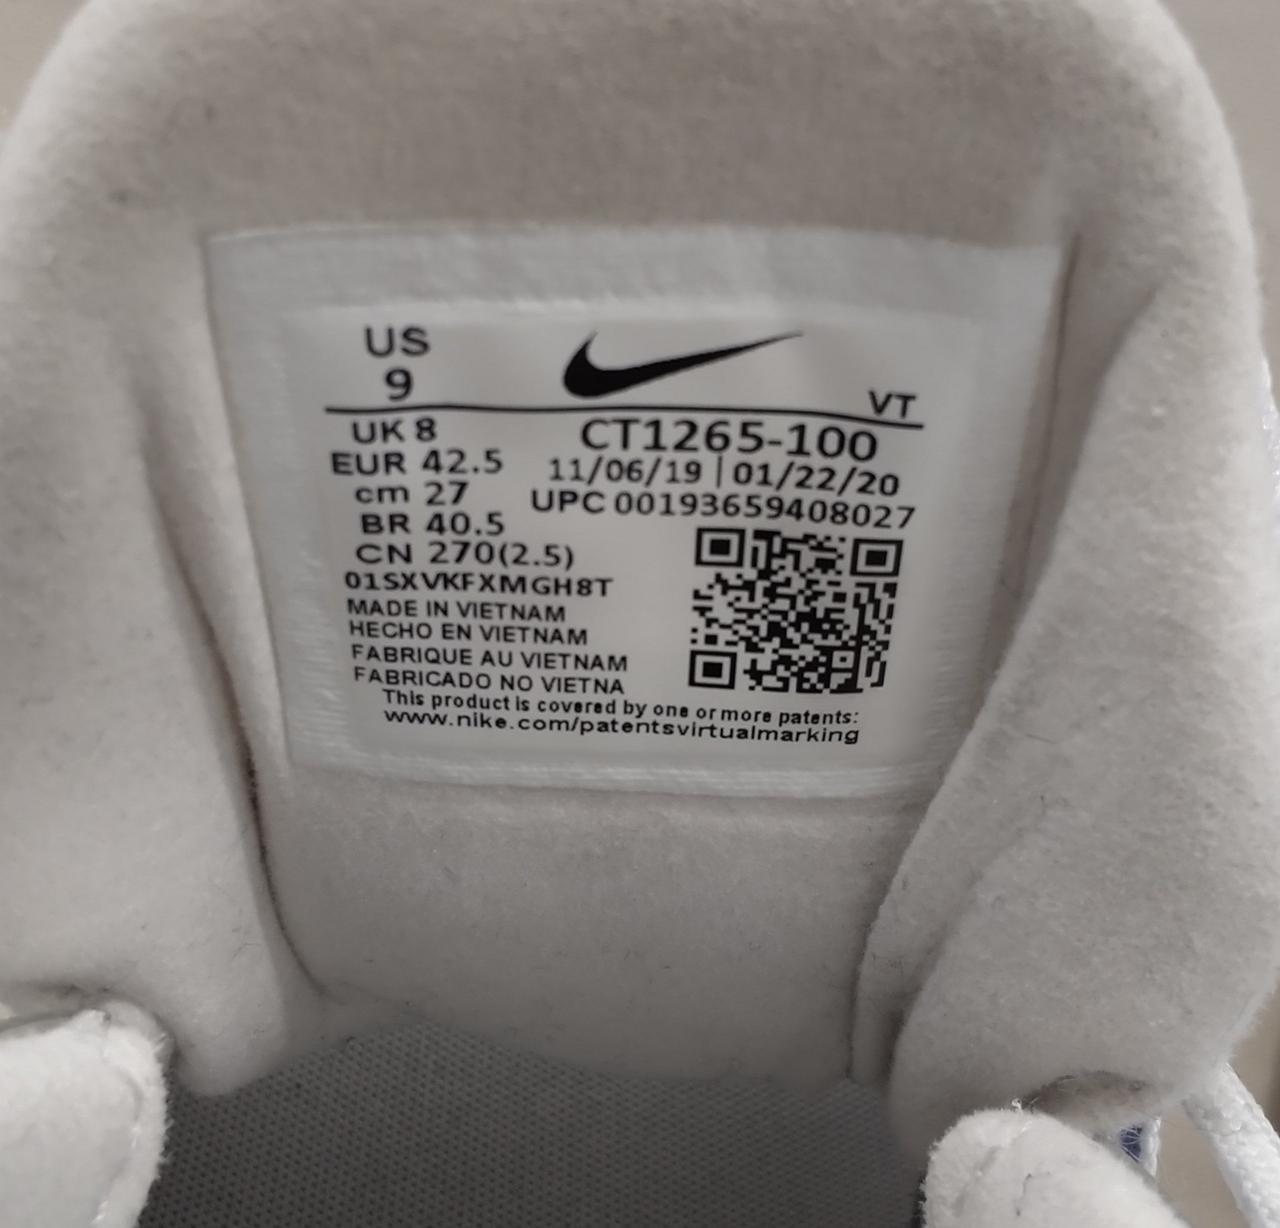 US
9
VT
UK 8
CT1265-100
EUR 42.5
11/06/19 | 01/22/20
cm 27
UPC 00193659408027
BR 40.5
CN 270(2.5)
01SXVKFXMGH8T
MADE IN VIETNAM
HECHO EN VIETNAM
FABRIQUE AU VIETNAM
FABRICADO NO VIETNA
This product is covered by one or more patents:
www.nike.com/patentsvirtualmarking